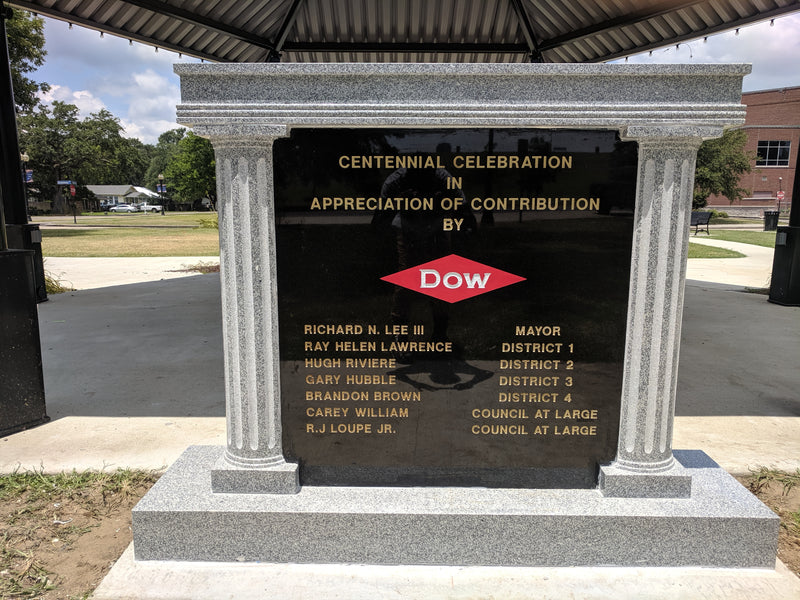 CENTENNIAL CELEBRATION
IN
APPRECIATION OF CONTRIBUTION
BY
DOW
RICHARD N. LEE III MAYOR
RAY HELEN LAWRENCE DISTRICT 1
HUGH RIVIERE DISTRICT 2
GARY HUBBLE DISTRICT 3
BRANDON BROWN DISTRICT 4
CAREY WILLIAM COUNCIL AT LARGE
R.J LOUPE JR. COUNCIL AT LARGE